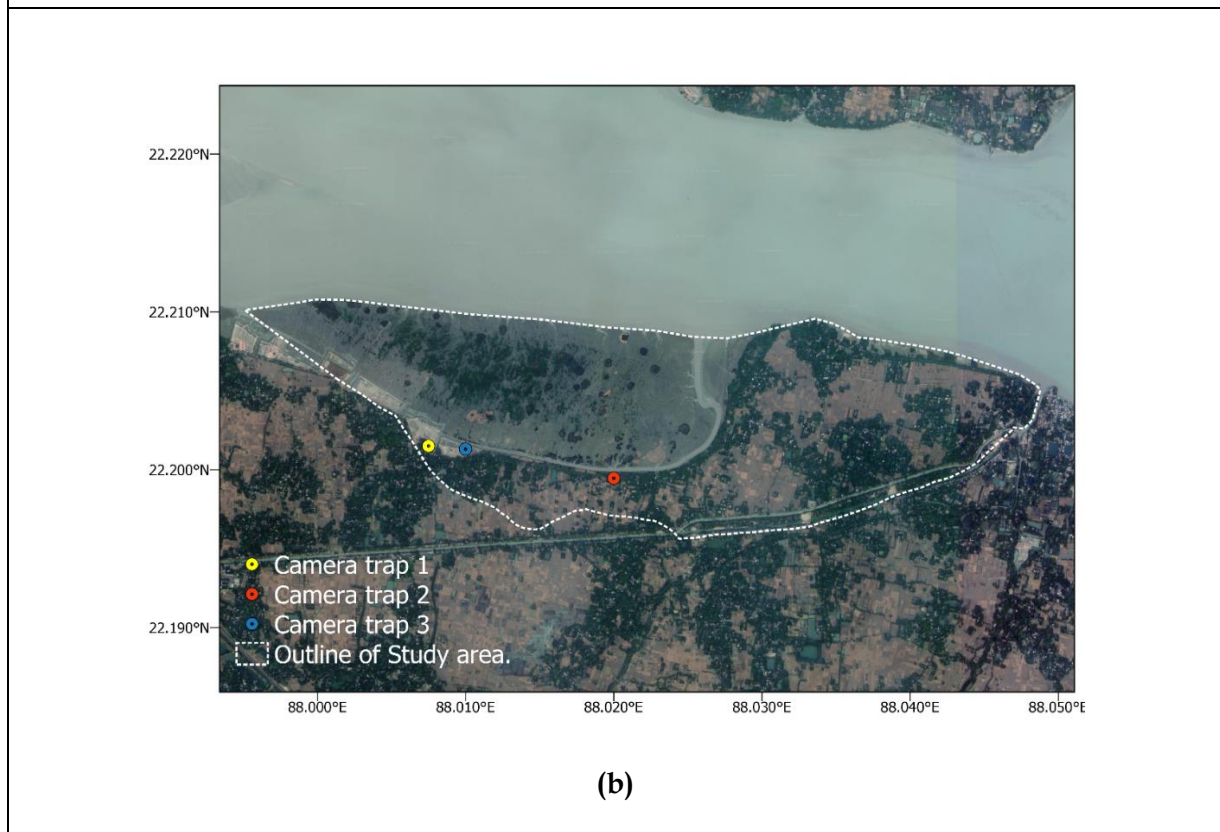 22.220°N
22.210°N
22.200°N
22.190°N
Camera trap 1
Camera trap 2
Camera trap 3
Outline of Study area.
88.000°E 88.010°E 88.020°E 88.030°E 88.040°E 88.050°E
(b)